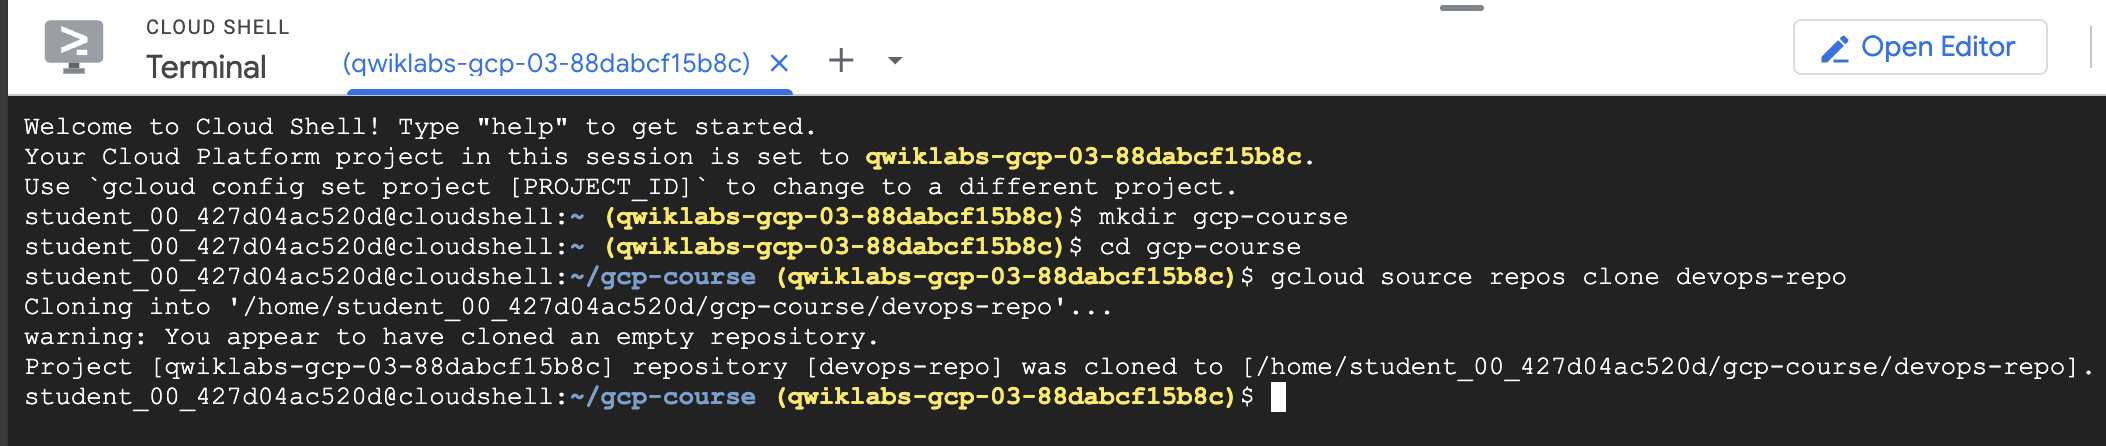 CLOUD SHELL
Terminal
(qwiklabs-gcp-03-88dabcf15b8c)
Open Editor
Welcome to Cloud Shell! Type "help" to get started.
Your Cloud Platform project in this session is set to qwiklabs-gcp-03-88dabcf15b8c.
Use `gcloud config set project [PROJECT_ID]` to change to a different project.
student_00_427d04ac520d@cloudshell:~ (qwiklabs-gcp-03-88dabcf15b8c)$ mkdir gcp-course
student_00_427d04ac520d@cloudshell:~ (qwiklabs-gcp-03-88dabcf15b8c)$ cd gcp-course
student_00_427d04ac520d@cloudshell:~/gcp-course (qwiklabs-gcp-03-88dabcf15b8c)$ gcloud source repos clone devops-repo
Cloning into '/home/student_00_427d04ac520d/gcp-course/devops-repo'...
warning: You appear to have cloned an empty repository.
Project [qwiklabs-gcp-03-88dabcf15b8c] repository [devops-repo] was cloned to [/home/student_00_427d04ac520d/gcp-course/devops-repo].
student_00_427d04ac520d@cloudshell:~/gcp-course (qwiklabs-gcp-03-88dabcf15b8c)$